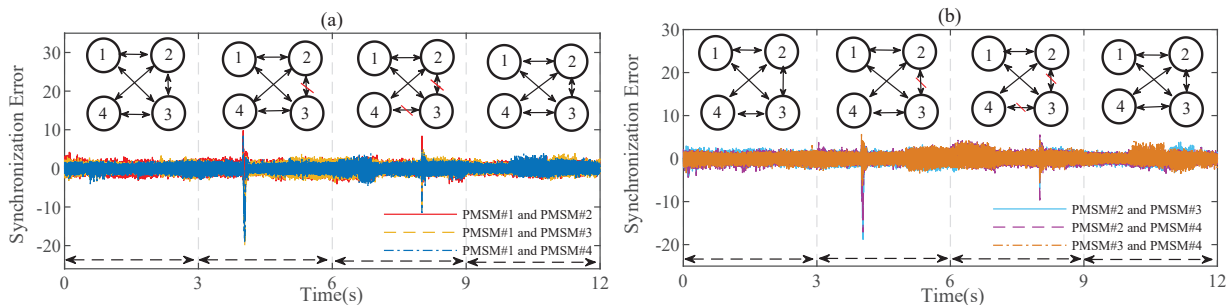 (a)
Synchronization Error
30
20
10
0
-10
-20
1 2
4 3
1 2
4 3
1 2
4 3
1 2
4 3
PMSM#1 and PMSM#2
PMSM#1 and PMSM#3
PMSM#1 and PMSM#4
0 3 6 9 12
Time(s)
(b)
Synchronization Error
30
20
10
0
-10
-20
1 2
4 3
1 2
4 3
1 2
4 3
1 2
4 3
PMSM#2 and PMSM#3
PMSM#2 and PMSM#4
PMSM#3 and PMSM#4
0 3 6 9 12
Time(s)